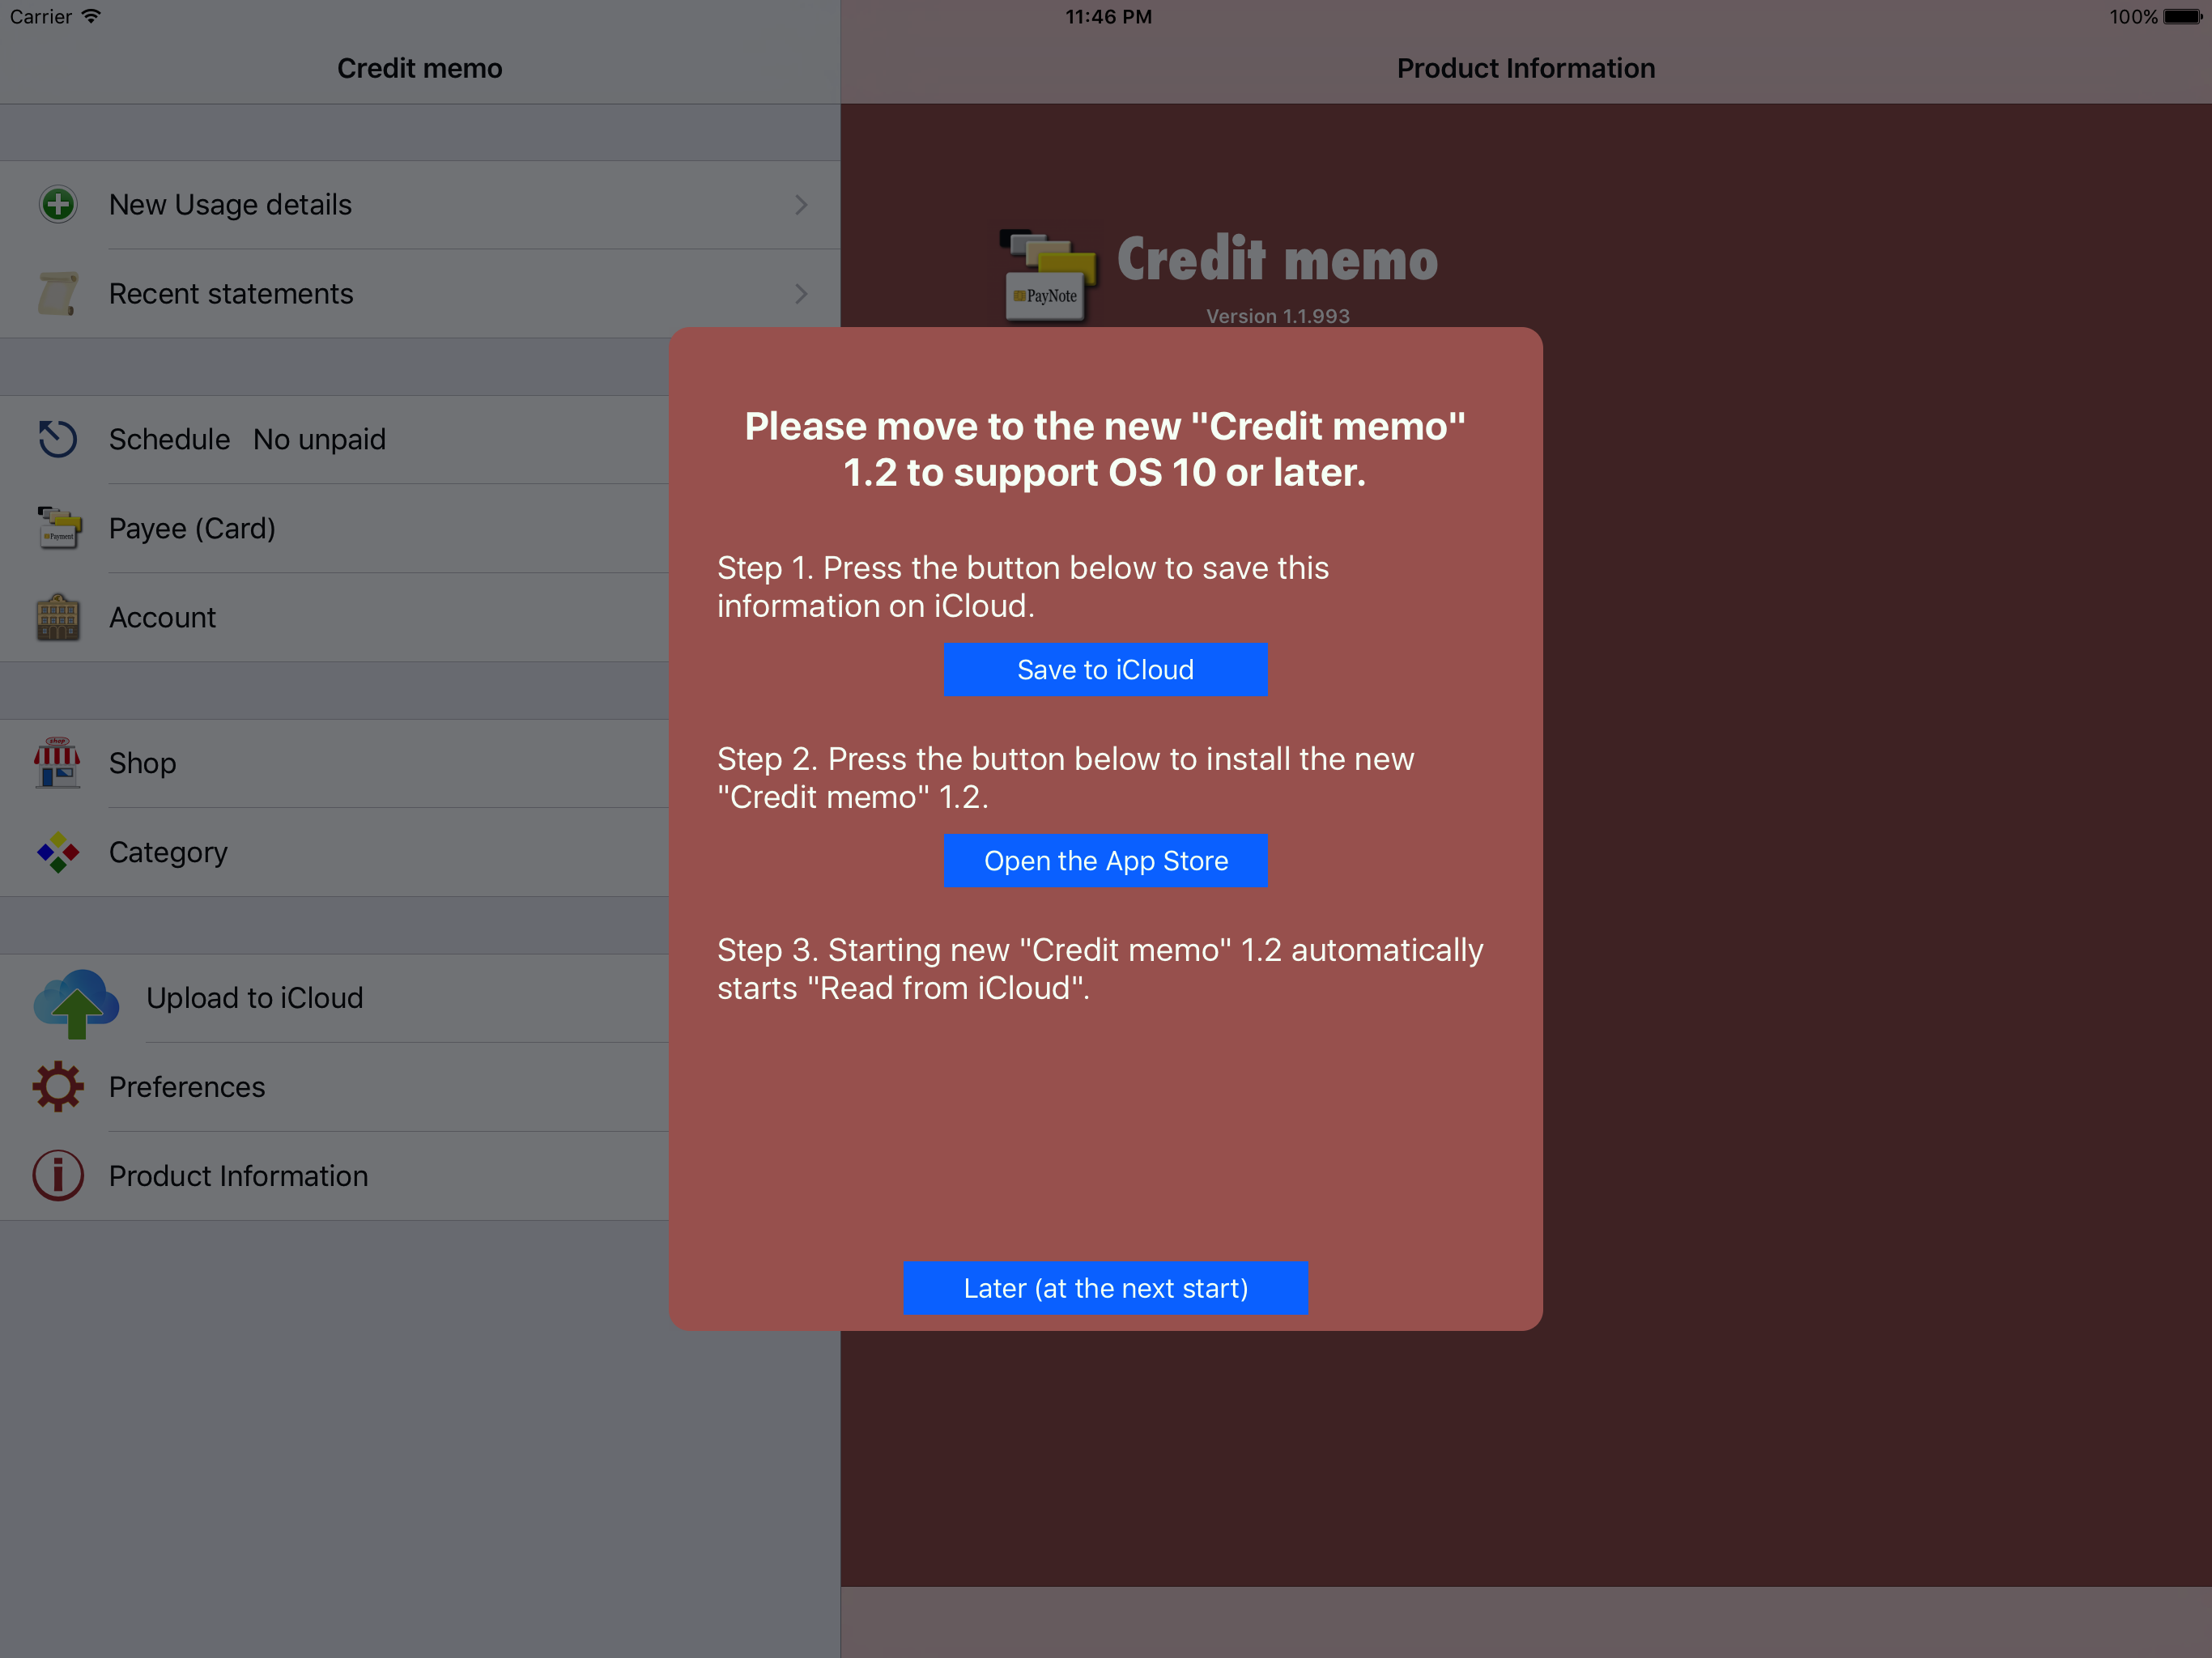 Carrier
11:46 PM
100%
Credit memo
Product Information
New Usage details
Recent statements
Schedule No unpaid
Payment
Payee (Card)
Account
Shop
Shop
Category
Upload to iCloud
Preferences
Product Information
PayNote
Credit memo
Version 1.1.993
Please move to the new "Credit memo"
1.2 to support OS 10 or later.
Step 1. Press the button below to save this
information on iCloud.
Save to iCloud
Step 2. Press the button below to install the new
"Credit memo" 1.2.
Open the App Store
Step 3. Starting new "Credit memo" 1.2 automatically
starts "Read from iCloud".
Later (at the next start)